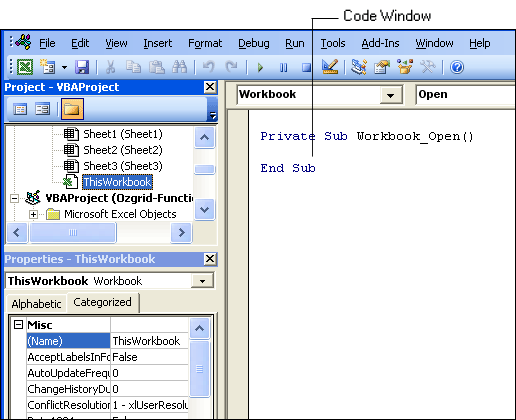 Code Window
File Edit View Insert Format Debug Run Tools Add-Ins Window Help
Project - VBAProject
Workbook Open
Sheet1 (Sheet1)
Sheet2 (Sheet2)
Sheet3 (Sheet3)
ThisWorkbook
VBAProject (Ozgrid-Functi
Microsoft Excel Objects
Private Sub Workbook_Open()
End Sub
Properties - ThisWorkbook
ThisWorkbook Workbook
Alphabetic Categorized
Misc
(Name) ThisWorkbook
AcceptLabelsInFo False
AutoUpdateFrequ 0
ChangeHistoryDu 0
ConflictResolution 1 - xlUserResolu